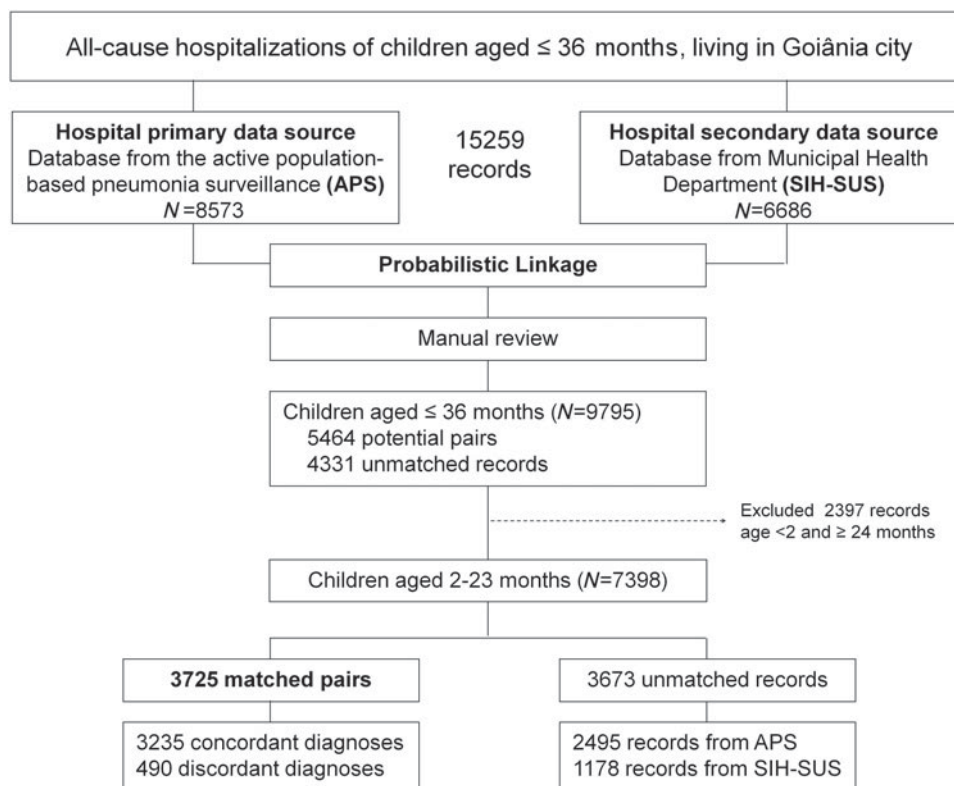 All-cause hospitalizations of children aged ≤ 36 months, living in Goiânia city
Hospital primary data source
Database from the active population-
based pneumonia surveillance (APS)
N=8573
15259
records
Hospital secondary data source
Database from Municipal Health
Department (SIH-SUS)
N=6686
Probabilistic Linkage
Manual review
Children aged ≤ 36 months (N=9795)
5464 potential pairs
4331 unmatched records
Excluded 2397 records
age <2 and ≥ 24 months
Children aged 2-23 months (N=7398)
3725 matched pairs
3673 unmatched records
3235 concordant diagnoses
490 discordant diagnoses
2495 records from APS
1178 records from SIH-SUS